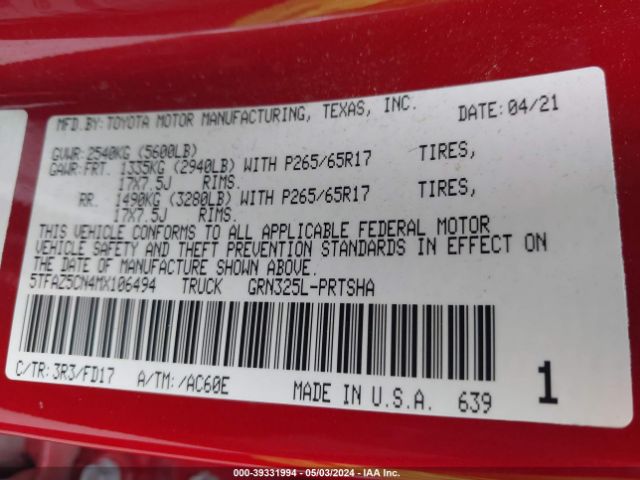 MFD.BY: TOYOTA MOTOR MANUFACTURING, TEXAS, INC. DATE: 04/21
GVWR: 2540KG (5600LB)
GAWR: FRT. 1335KG (2940LB) WITH P265/65R17 TIRES,
17X7.5J RIMS.
RR. 1490KG (3280LB) WITH P265/65R17 TIRES,
17X7.5J RIMS.
THIS VEHICLE CONFORMS TO ALL APPLICABLE FEDERAL MOTOR
VEHICLE SAFETY AND THEFT PREVENTION STANDARDS IN EFFECT ON
THE DATE OF MANUFACTURE SHOWN ABOVE.
5TFAZ5CN4MX106494 TRUCK GRN325L-PRTSHA
C/TR: 3R3/FD17 A/TM: /AC60E MADE IN U.S.A. 639 1
000-39331994 - 05/03/2024 - IAA Inc.